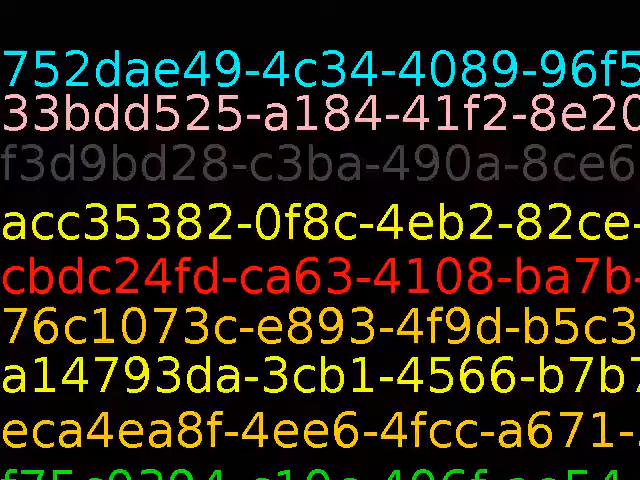 752dae49-4c34-4089-96f5
33bdd525-a184-41f2-8e20
f3d9bd28-c3ba-490a-8ce6
acc35382-0f8c-4eb2-82ce-
cbdc24fd-ca63-4108-ba7b-
76c1073c-e893-4f9d-b5c3
a14793da-3cb1-4566-b7b7
eca4ea8f-4ee6-4fcc-a671-